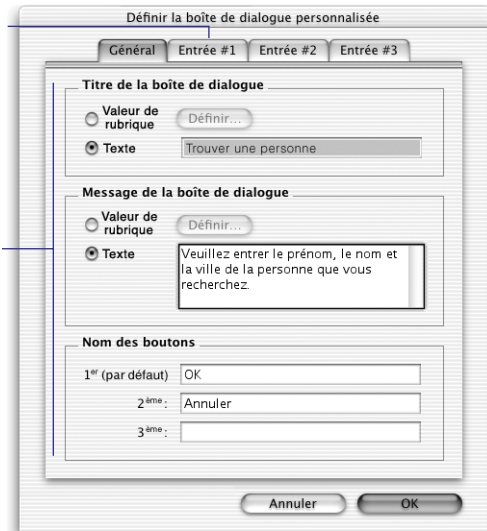 Définir la boîte de dialogue personnalisée
Général Entrée #1 Entrée #2 Entrée #3
Titre de la boîte de dialogue
Valeur de
rubrique
Définir...
Texte
Trouver une personne
Message de la boîte de dialogue
Valeur de
rubrique
Définir...
Texte
Veuillez entrer le prénom, le nom et
la ville de la personne que vous
recherchez.
Nom des boutons
1er (par défaut) OK
2ème : Annuler
3ème :
Annuler OK